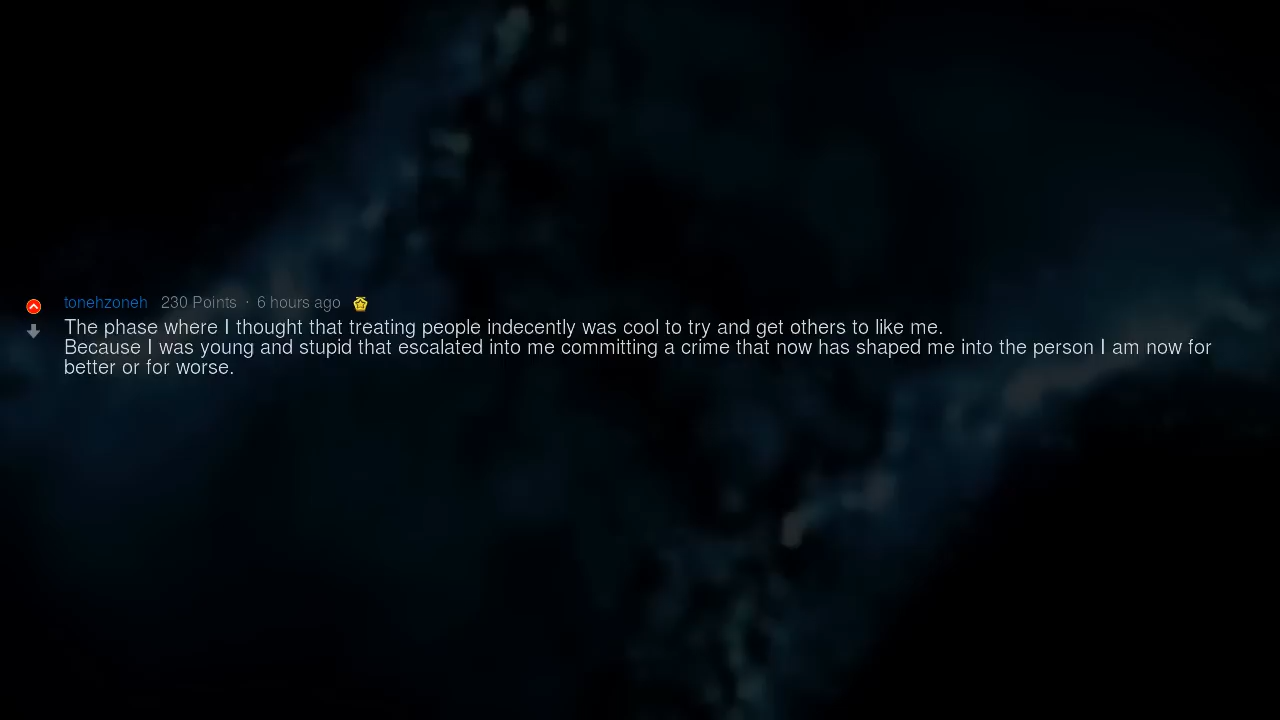 tonehzoneh 230 Points · 6 hours ago
The phase where I thought that treating people indecently was cool to try and get others to like me.
Because I was young and stupid that escalated into me committing a crime that now has shaped me into the person I am now for
better or for worse.